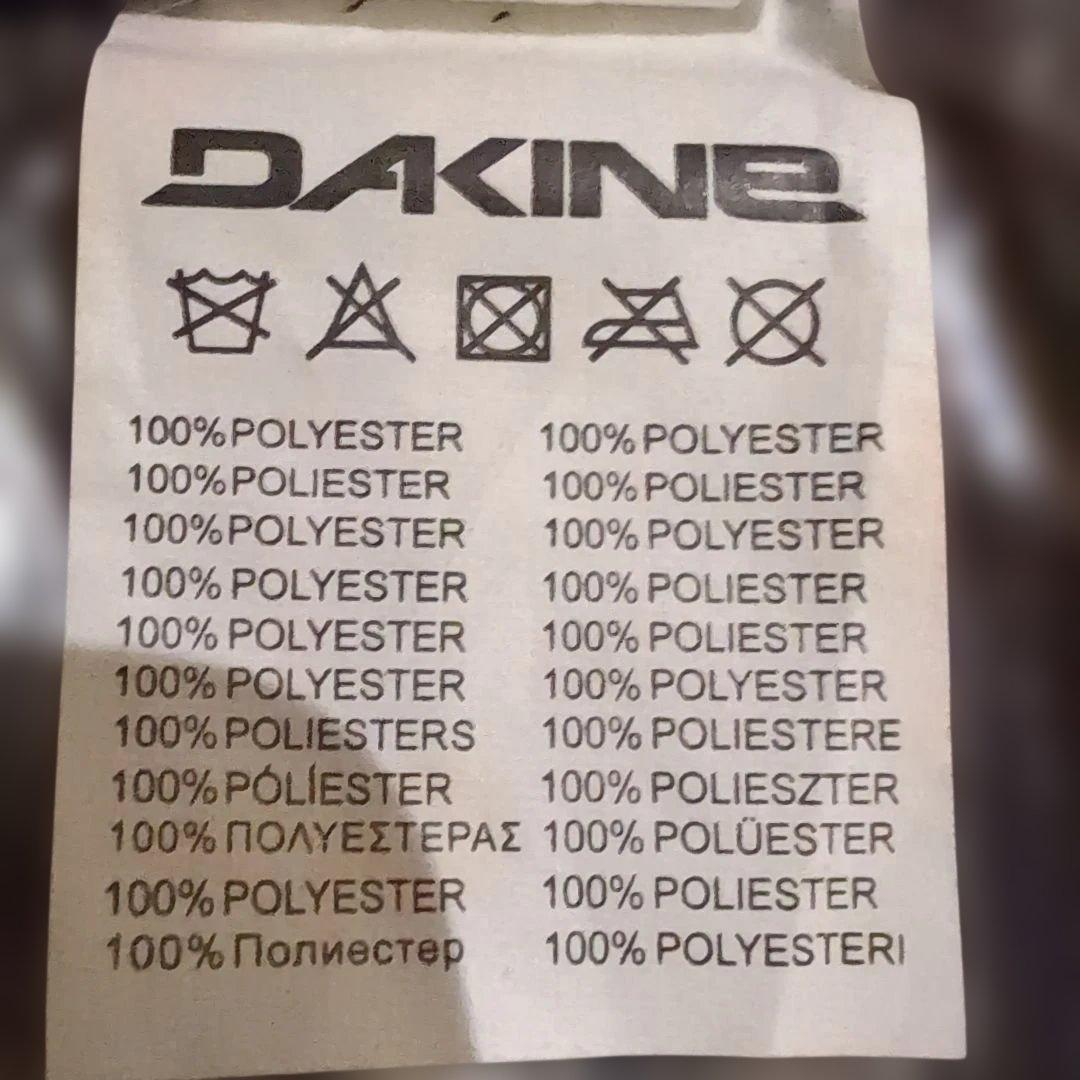 DAKINE
100% POLYESTER 100% POLYESTER
100% POLIESTER 100% POLIESTER
100% POLYESTER 100% POLYESTER
100% POLYESTER 100% POLIESTER
100% POLYESTER 100% POLIESTER
100% POLYESTER 100% POLYESTER
100% POLIESTERS 100% POLIESTERE
100% PÓLÍESTER 100% POLIESZTER
100% ΠΟΛΥΕΣΤΕΡΑΣ 100% POLÜESTER
100% POLYESTER 100% POLIESTER
100% Полиестер 100% POLYESTERI